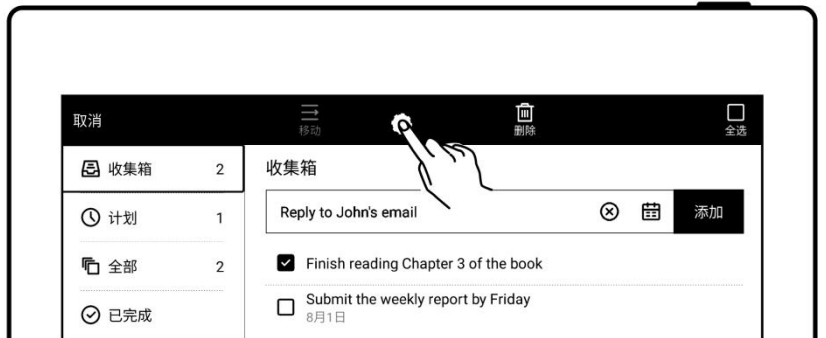 取消
移动
删除
全选
收集箱 2
计划 1
全部 2
已完成
收集箱
Reply to John's email
添加
Finish reading Chapter 3 of the book
Submit the weekly report by Friday
8月1日